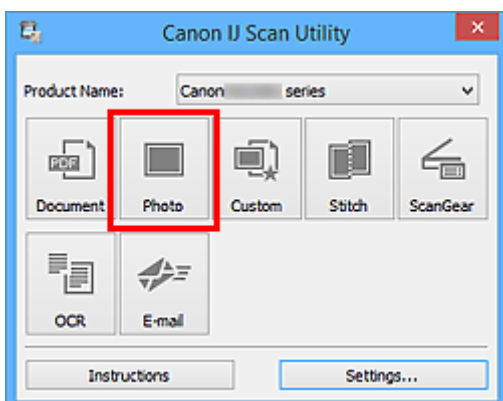 Canon IJ Scan Utility
Product Name: Canon series
PDF
Document Photo Custom Stitch ScanGear
OCR E-mail
Instructions Settings...